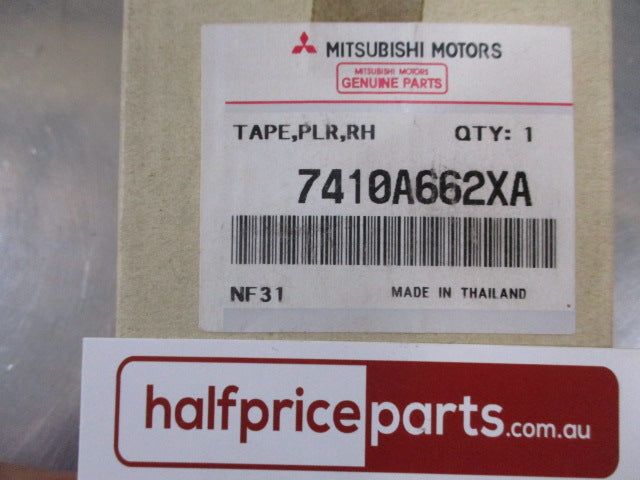 MITSUBISHI MOTORS
MITSUBISHI MOTORS
GENUINE PARTS
TAPE,PLR,RH QTY: 1
7410A662XA
NF31 MADE IN THAILAND
halfpriceparts.com.au